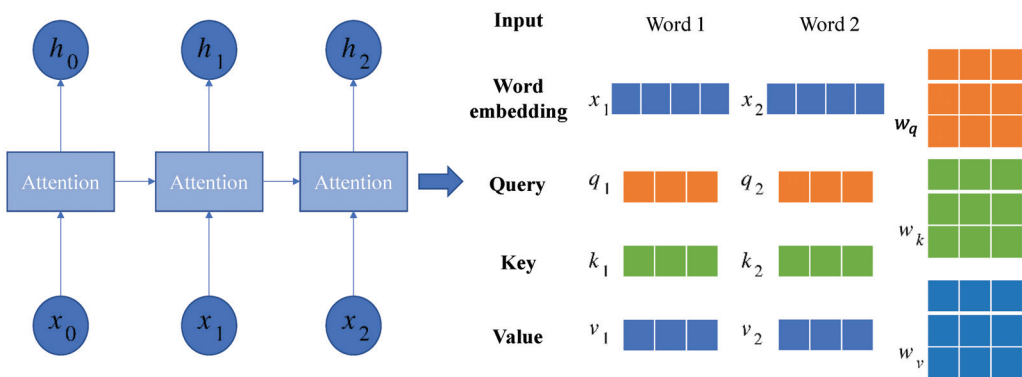 h0 h1 h2
Attention Attention Attention
x0 x1 x2
Input Word 1 Word 2
Word
embedding x1 x2
wq
Query q1 q2
wk
Key k1 k2
Value v1 v2
wv